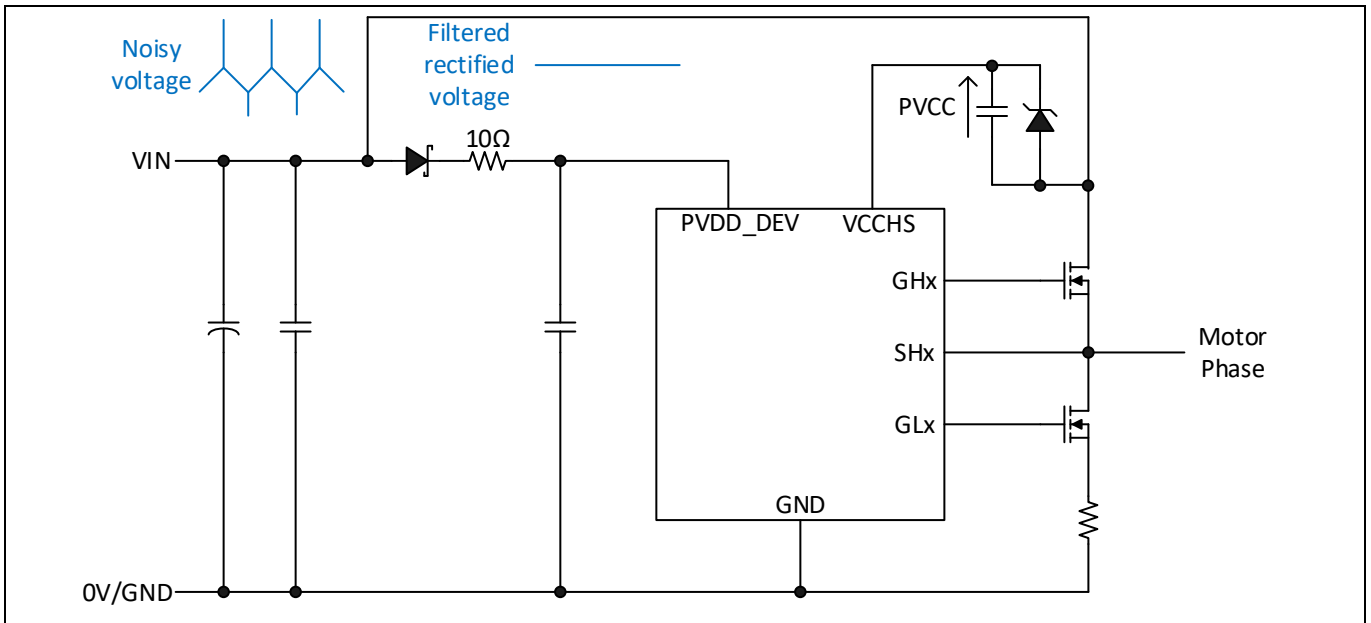 Noisy
voltage
Filtered
rectified
voltage
PVCC
10Ω
VIN
PVDD_DEV
VCCHS
GHx
SHx
Motor
Phase
GLx
GND
0V/GND